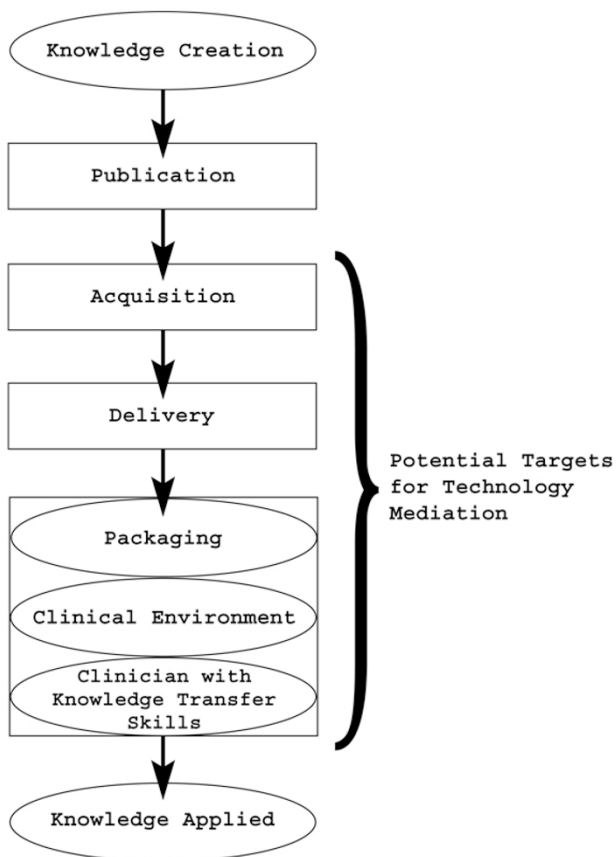 Knowledge Creation
Publication
Acquisition
Delivery
Potential Targets
for Technology
Mediation
Packaging
Clinical Environment
Clinician with
Knowledge Transfer
Skills
Knowledge Applied